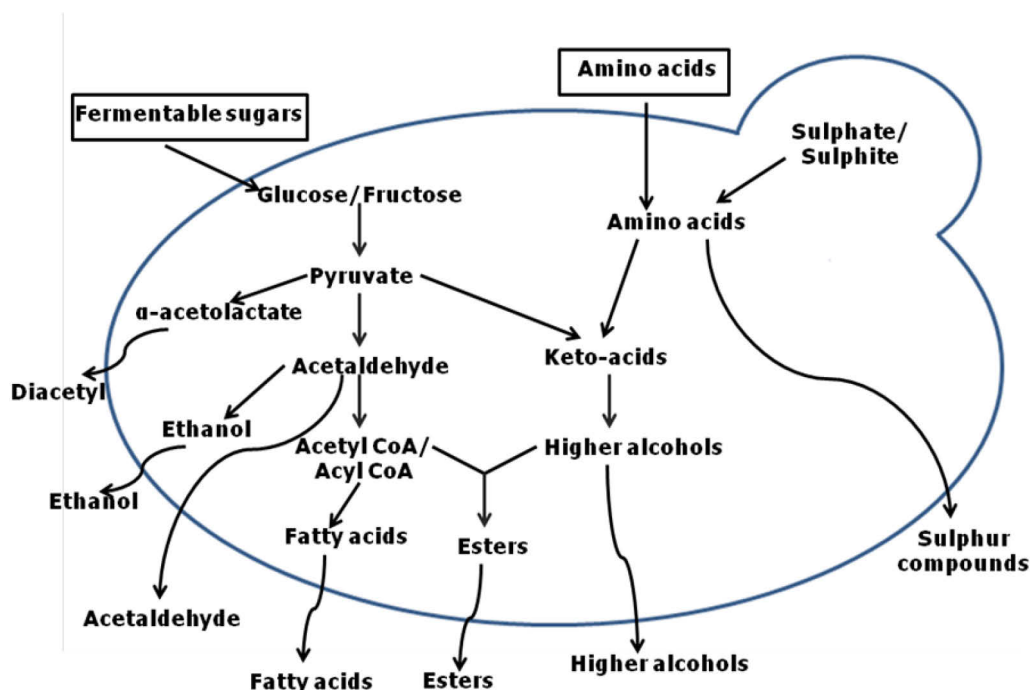 Amino acids
Fermentable sugars
Sulphate/
Sulphite
Glucose/Fructose
Amino acids
Pyruvate
α-acetolactate
Keto-acids
Acetaldehyde
Diacetyl
Ethanol
Acetyl CoA/
Acyl CoA
Higher alcohols
Ethanol
Fatty acids
Esters
Sulphur
compounds
Acetaldehyde
Higher alcohols
Fatty acids
Esters